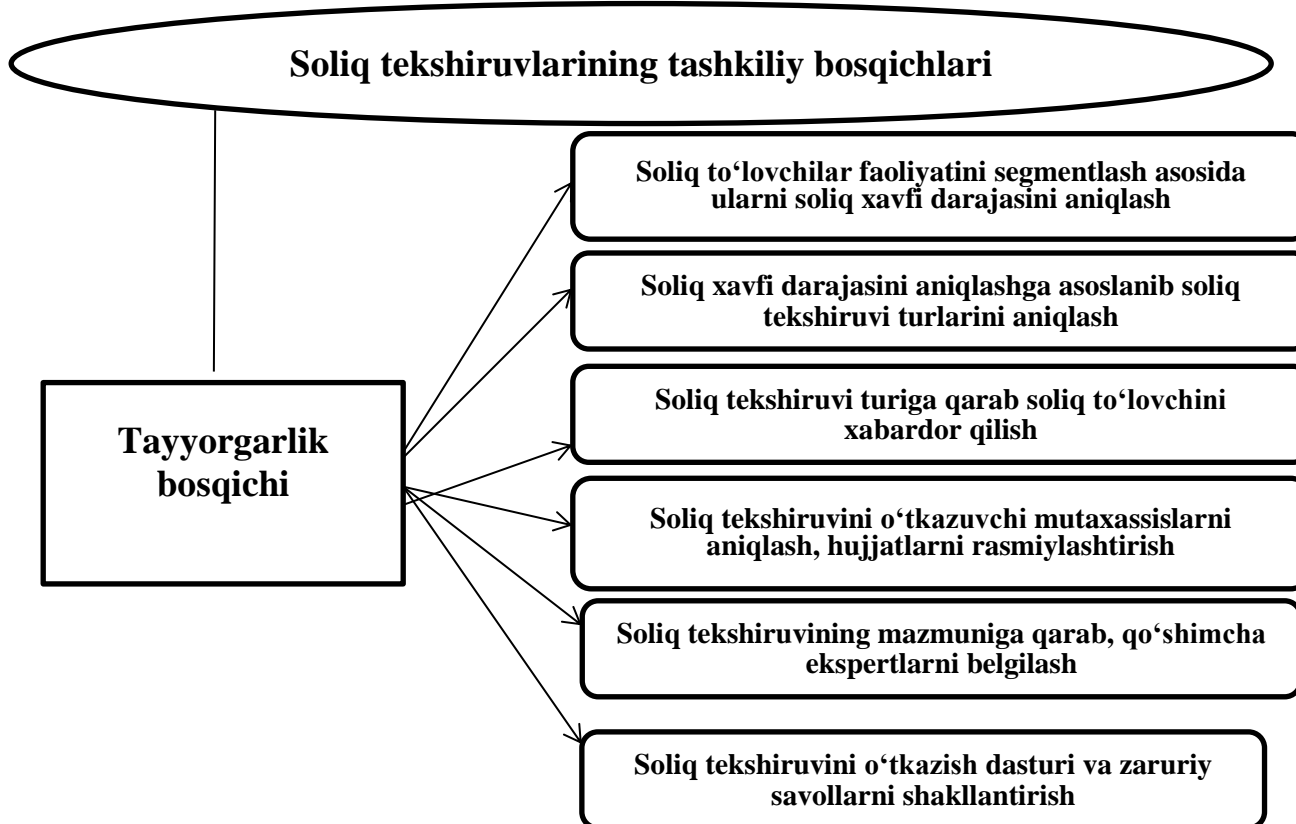 Soliq tekshiruvlarining tashkiliy bosqichlari
Soliq to‘lovchilar faoliyatini segmentlash asosida
ularni soliq xavfi darajasini aniqlash
Soliq xavfi darajasini aniqlashga asoslanib soliq
tekshiruvi turlarini aniqlash
Soliq tekshiruvi turiga qarab soliq to‘lovchini
xabardor qilish
Tayyorgarlik
bosqichi
Soliq tekshiruvini o‘tkazuvchi mutaxassislarni
aniqlash, hujjatlarni rasmiylashtirish
Soliq tekshiruvining mazmuniga qarab, qo‘shimcha
ekspertlarni belgilash
Soliq tekshiruvini o‘tkazish dasturi va zaruriy
savollarni shakllantirish